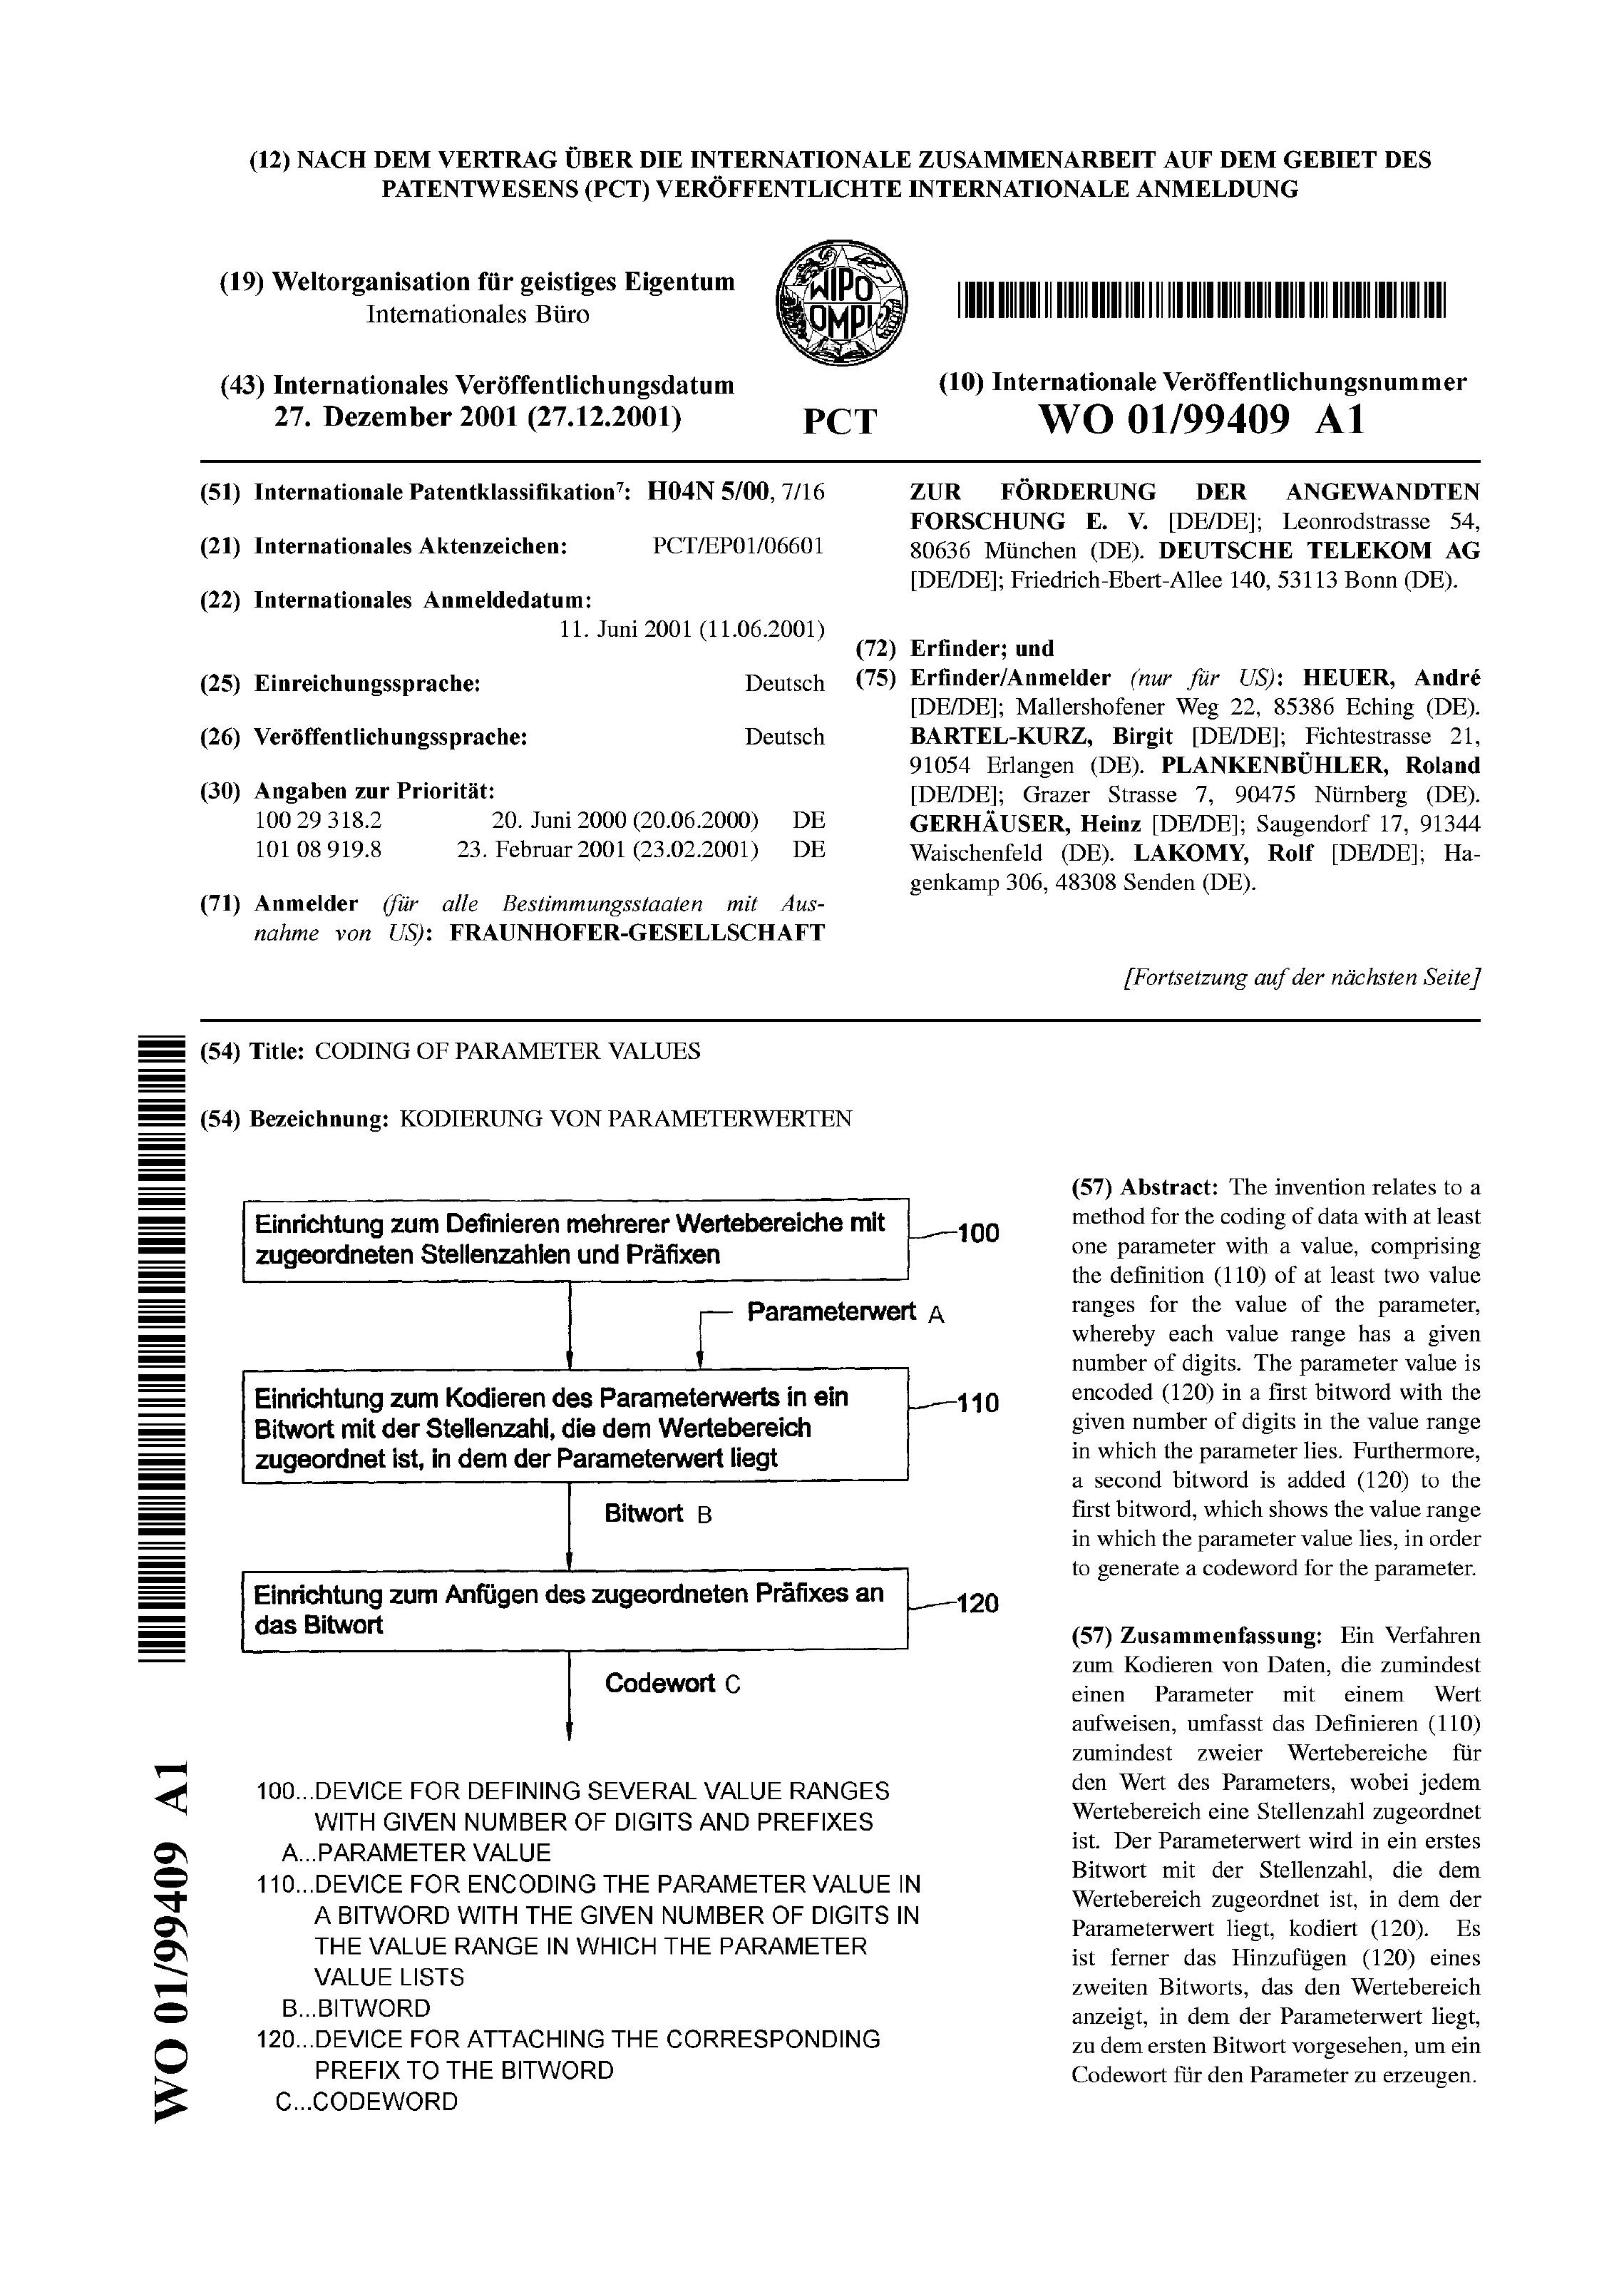 (12) NACH DEM VERTRAG ÜBER DIE INTERNATIONALE ZUSAMMENARBEIT AUF DEM GEBIET DES
PATENTWESENS (PCT) VERÖFFENTLICHTE INTERNATIONALE ANMELDUNG
(19) Weltorganisation für geistiges Eigentum
Internationales Büro
WIPO
OMPI
(43) Internationales Veröffentlichungsdatum
27. Dezember 2001 (27.12.2001)
PCT
(10) Internationale Veröffentlichungsnummer
WO 01/99409 A1
(51) Internationale Patentklassifikation7: H04N 5/00, 7/16
(21) Internationales Aktenzeichen: PCT/EP01/06601
(22) Internationales Anmeldedatum:
11. Juni 2001 (11.06.2001)
(25) Einreichungssprache: Deutsch
(26) Veröffentlichungssprache: Deutsch
(30) Angaben zur Priorität:
100 29 318.2 20. Juni 2000 (20.06.2000) DE
101 08 919.8 23. Februar 2001 (23.02.2001) DE
(71) Anmelder (für alle Bestimmungsstaaten mit Aus-
nahme von US): FRAUNHOFER-GESELLSCHAFT
ZUR FÖRDERUNG DER ANGEWANDTEN
FORSCHUNG E. V. [DE/DE]; Leonrodstrasse 54,
80636 München (DE). DEUTSCHE TELEKOM AG
[DE/DE]; Friedrich-Ebert-Allee 140, 53113 Bonn (DE).
(72) Erfinder; und
(75) Erfinder/Anmelder (nur für US): HEUER, André
[DE/DE]; Mallershofener Weg 22, 85386 Eching (DE).
BARTEL-KURZ, Birgit [DE/DE]; Fichtestrasse 21,
91054 Erlangen (DE). PLANKENBÜHLER, Roland
[DE/DE]; Grazer Strasse 7, 90475 Nürnberg (DE).
GERHÄUSER, Heinz [DE/DE]; Saugendorf 17, 91344
Waischenfeld (DE). LAKOMY, Rolf [DE/DE]; Ha-
genkamp 306, 48308 Senden (DE).
[Fortsetzung auf der nächsten Seite]
(54) Title: CODING OF PARAMETER VALUES
(54) Bezeichnung: KODIERUNG VON PARAMETERWERTEN
Einrichtung zum Definieren mehrerer Wertebereiche mit
zugeordneten Stellenzahlen und Präfixen
100
Parameterwert A
Einrichtung zum Kodieren des Parameterwerts in ein
Bitwort mit der Stellenzahl, die dem Wertebereich
zugeordnet ist, in dem der Parameterwert liegt
110
Bitwort B
Einrichtung zum Anfügen des zugeordneten Präfixes an
das Bitwort
120
Codewort C
100...DEVICE FOR DEFINING SEVERAL VALUE RANGES
WITH GIVEN NUMBER OF DIGITS AND PREFIXES
A...PARAMETER VALUE
110...DEVICE FOR ENCODING THE PARAMETER VALUE IN
A BITWORD WITH THE GIVEN NUMBER OF DIGITS IN
THE VALUE RANGE IN WHICH THE PARAMETER
VALUE LISTS
B...BITWORD
120...DEVICE FOR ATTACHING THE CORRESPONDING
PREFIX TO THE BITWORD
C...CODEWORD
(57) Abstract: The invention relates to a
method for the coding of data with at least
one parameter with a value, comprising
the definition (110) of at least two value
ranges for the value of the parameter,
whereby each value range has a given
number of digits. The parameter value is
encoded (120) in a first bitword with the
given number of digits in the value range
in which the parameter lies. Furthermore,
a second bitword is added (120) to the
first bitword, which shows the value range
in which the parameter value lies, in order
to generate a codeword for the parameter.
(57) Zusammenfassung: Ein Verfahren
zum Kodieren von Daten, die zumindest
einen Parameter mit einem Wert
aufweisen, umfasst das Definieren (110)
zumindest zweier Wertebereiche für
den Wert des Parameters, wobei jedem
Wertebereich eine Stellenzahl zugeordnet
ist. Der Parameterwert wird in ein erstes
Bitwort mit der Stellenzahl, die dem
Wertebereich zugeordnet ist, in dem der
Parameterwert liegt, kodiert (120). Es
ist ferner das Hinzufügen (120) eines
zweiten Bitworts, das den Wertebereich
anzeigt, in dem der Parameterwert liegt,
zu dem ersten Bitwort vorgesehen, um ein
Codewort für den Parameter zu erzeugen.
WO 01/99409 A1